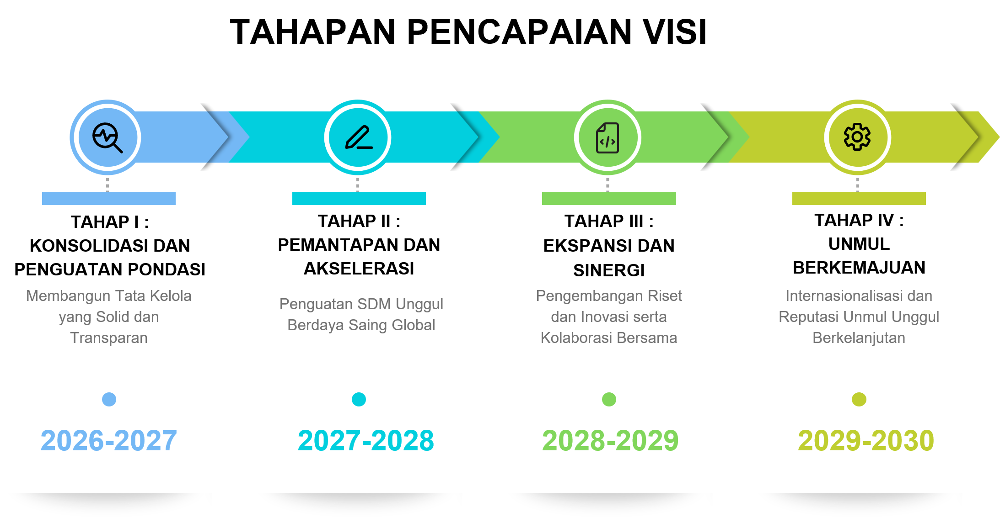 TAHAPAN PENCAPAIAN VISI
TAHAP I :
KONSOLIDASI DAN
PENGUATAN PONDASI
Membangun Tata Kelola
yang Solid dan
Transparan
2026-2027
TAHAP II :
PEMANTAPAN DAN
AKSELERASI
Penguatan SDM Unggul
Berdaya Saing Global
2027-2028
TAHAP III :
EKSPANSI DAN
SINERGI
Pengembangan Riset
dan Inovasi serta
Kolaborasi Bersama
2028-2029
TAHAP IV :
UNMUL
BERKEMAJUAN
Internasionalisasi dan
Reputasi Unmul Unggul
Berkelanjutan
2029-2030